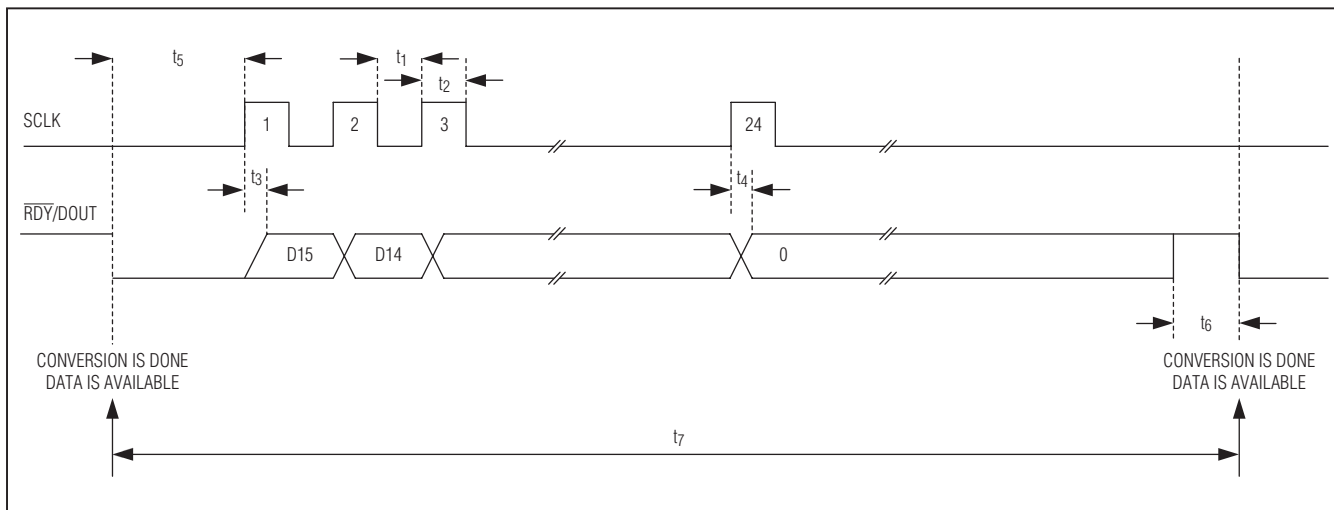 t5
t1
t2
SCLK
1
2
3
24
t3
t4
R̅D̅Y̅/DOUT
D15
D14
0
t6
CONVERSION IS DONE
DATA IS AVAILABLE
CONVERSION IS DONE
DATA IS AVAILABLE
t7